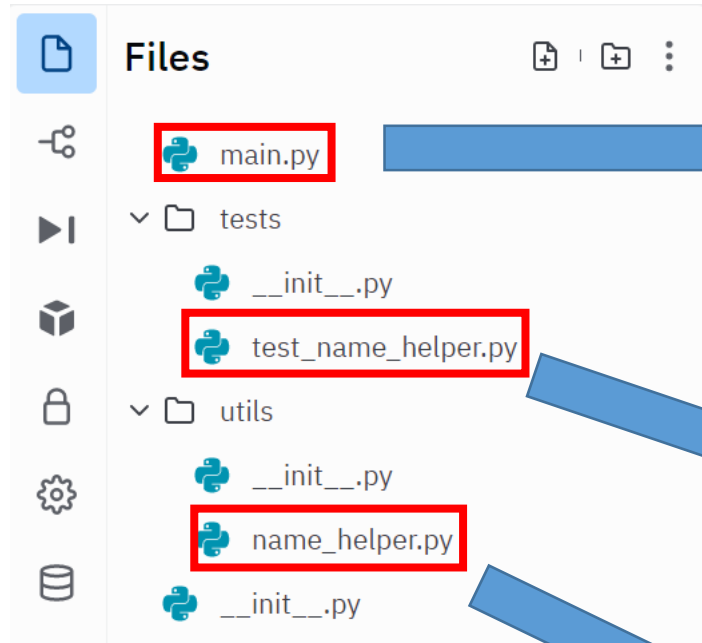 Files
main.py
tests
__init__.py
test_name_helper.py
utils
__init__.py
name_helper.py
__init__.py